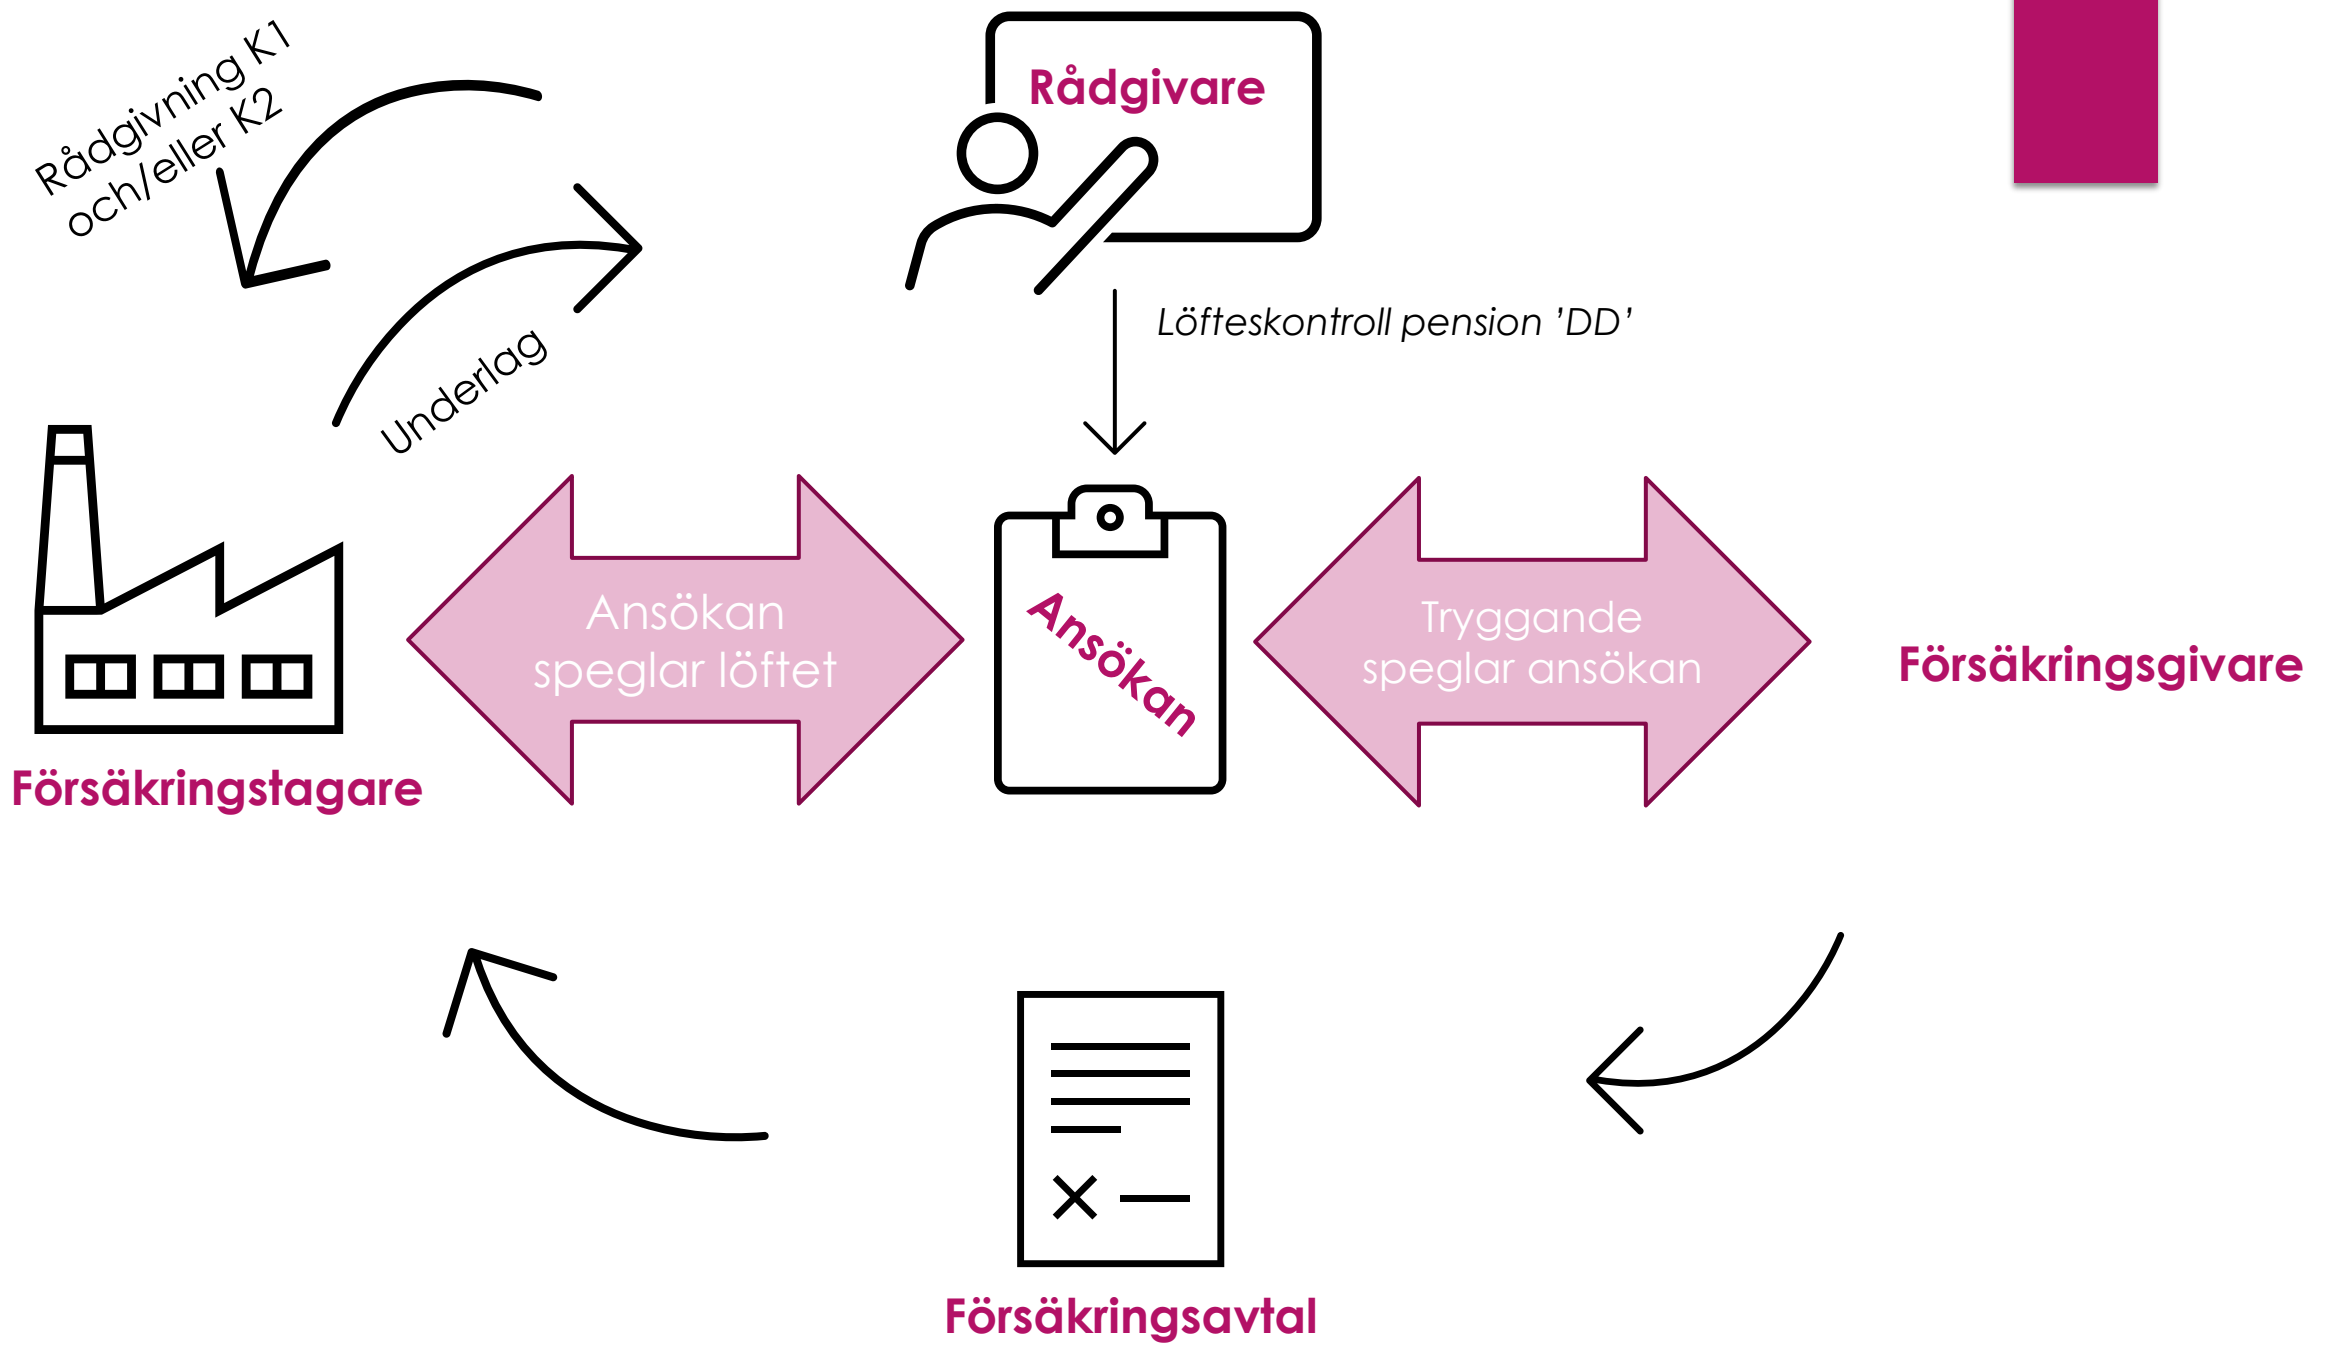 Rådgivning K1
och/eller K2
Rådgivare
Löfteskontroll pension ’DD’
Underlag
Ansökan
speglar löftet
Ansökan
Tryggande
speglar ansökan
Försäkringsgivare
Försäkringstagare
Försäkringsavtal